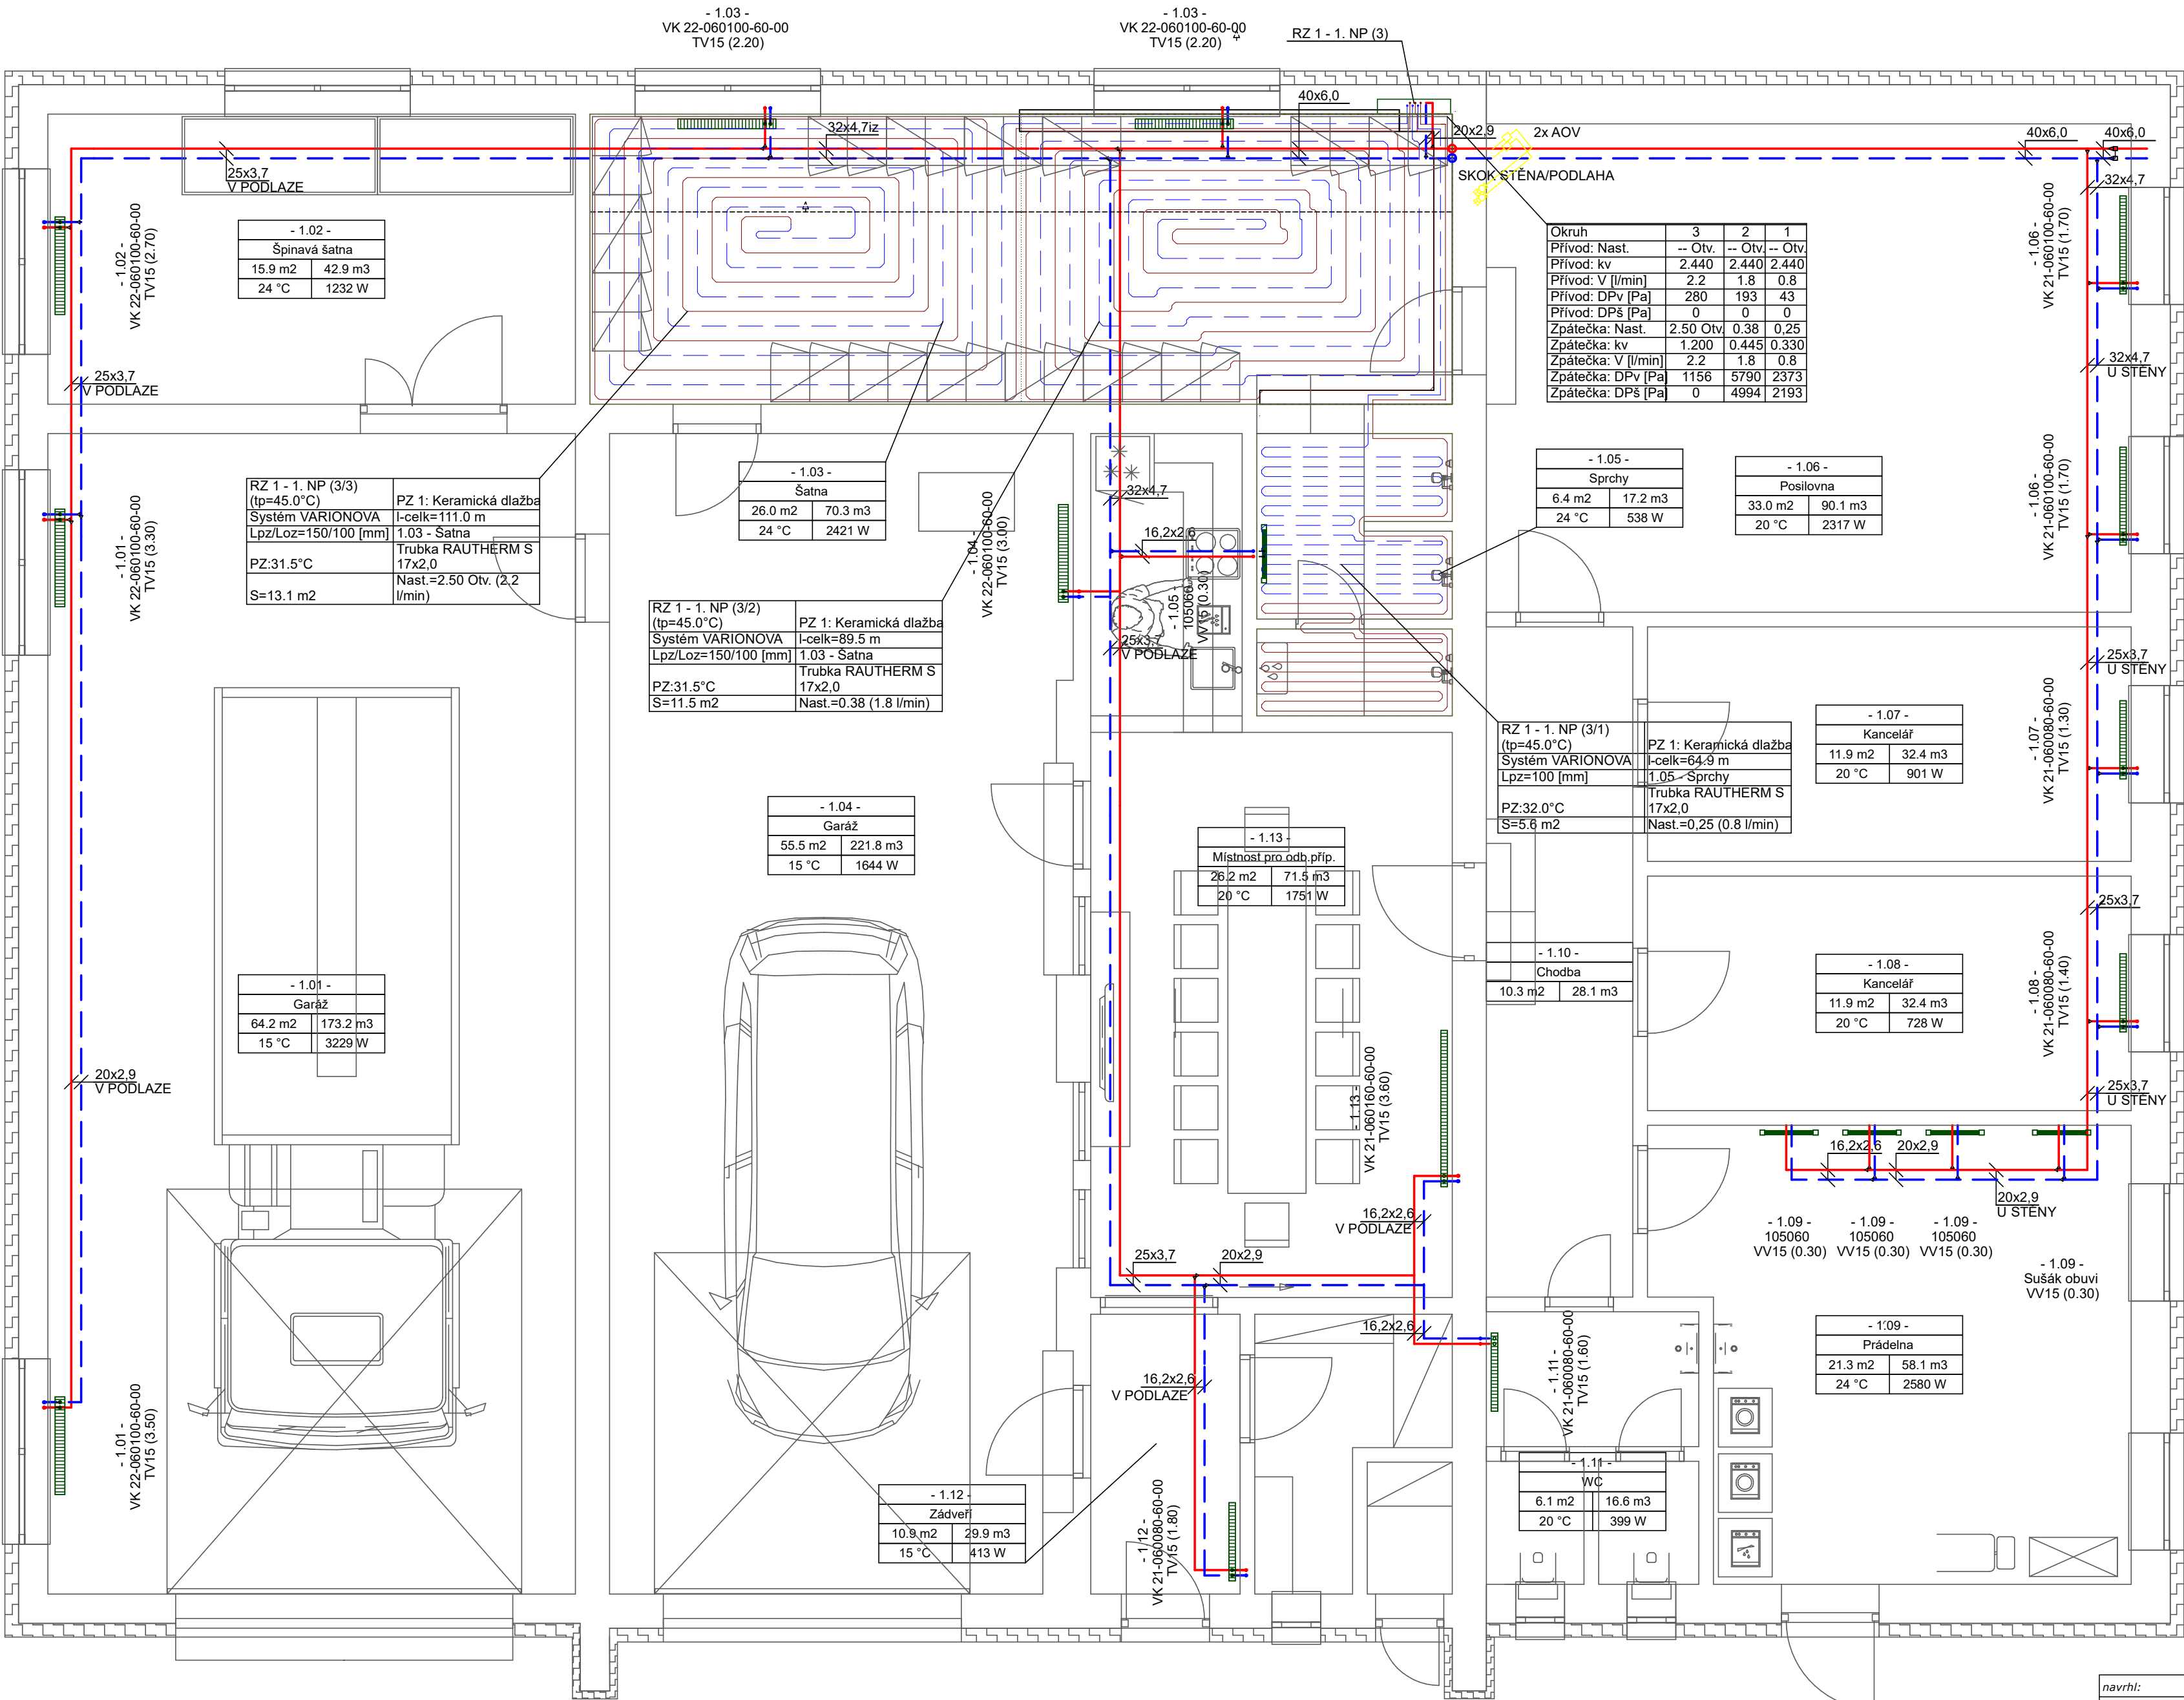 - 1.03 -
VK 22-060100-60-00
TV15 (2.20)
- 1.03 -
VK 22-060100-60-00
TV15 (2.20)
RZ 1 - 1. NP (3)
40x6,0
32x4,7iz
20x2,9
2x AOV
40x6,0
40x6,0
25x3,7
V PODLAZE
SKOK STĚNA/PODLAHA
32x4,7
- 1.02 -
Špinavá šatna
15.9 m2 42.9 m3
24 °C 1232 W
- 1.02 -
VK 22-060100-60-00
TV15 (2.70)
Okruh 3 2 1
Přívod: Nast. -- Otv. -- Otv. -- Otv.
Přívod: kv 2.440 2.440 2.440
Přívod: V [l/min] 2.2 1.8 0.8
Přívod: DPv [Pa] 280 193 43
Přívod: DPš [Pa] 0 0 0
Zpátečka: Nast. 2.50 Otv. 0.38 0,25
Zpátečka: kv 1.200 0.445 0.330
Zpátečka: V [l/min] 2.2 1.8 0.8
Zpátečka: DPv [Pa] 1156 5790 2373
Zpátečka: DPš [Pa] 0 4994 2193
- 1.06 -
VK 21-060100-60-00
TV15 (1.70)
32x4,7
U STĚNY
25x3,7
V PODLAZE
RZ 1 - 1. NP (3/3)
(tp=45.0°C) PZ 1: Keramická dlažba
Systém VARIONOVA l-celk=111.0 m
Lpz/Loz=150/100 [mm] 1.03 - Šatna
PZ:31.5°C Trubka RAUTHERM S
17x2,0
S=13.1 m2 Nast.=2.50 Otv. (2.2
l/min)
- 1.01 -
VK 22-060100-60-00
TV15 (3.30)
- 1.03 -
Šatna
26.0 m2 70.3 m3
24 °C 2421 W
32x4,7
- 1.04 -
VK 22-060100-60-00
TV15 (3.00)
16,2x2,6
- 1.05 -
105060
VV15 (0.30)
25x3,7
V PODLAZE
- 1.05 -
Sprchy
6.4 m2 17.2 m3
24 °C 538 W
- 1.06 -
Posilovna
33.0 m2 90.1 m3
20 °C 2317 W
- 1.06 -
VK 21-060100-60-00
TV15 (1.70)
RZ 1 - 1. NP (3/2)
(tp=45.0°C) PZ 1: Keramická dlažba
Systém VARIONOVA l-celk=89.5 m
Lpz/Loz=150/100 [mm] 1.03 - Šatna
PZ:31.5°C Trubka RAUTHERM S
17x2,0
S=11.5 m2 Nast.=0.38 (1.8 l/min)
25x3,7
U STĚNY
RZ 1 - 1. NP (3/1)
(tp=45.0°C) PZ 1: Keramická dlažba
Systém VARIONOVA l-celk=64.9 m
Lpz=100 [mm] 1.05 - Sprchy
PZ:32.0°C Trubka RAUTHERM S
17x2,0
S=5.6 m2 Nast.=0,25 (0.8 l/min)
- 1.07 -
Kancelář
11.9 m2 32.4 m3
20 °C 901 W
- 1.07 -
VK 21-060080-60-00
TV15 (1.30)
- 1.04 -
Garáž
55.5 m2 221.8 m3
15 °C 1644 W
- 1.13 -
Místnost pro odb.příp.
26.2 m2 71.5 m3
20 °C 1751 W
25x3,7
- 1.10 -
Chodba
10.3 m2 28.1 m3
- 1.08 -
Kancelář
11.9 m2 32.4 m3
20 °C 728 W
- 1.08 -
VK 21-060080-60-00
TV15 (1.40)
- 1.01 -
Garáž
64.2 m2 173.2 m3
15 °C 3229 W
20x2,9
V PODLAZE
- 1.13 -
VK 21-060160-60-00
TV15 (3.60)
25x3,7
U STĚNY
16,2x2,6
20x2,9
20x2,9
U STĚNY
16,2x2,6
V PODLAZE
25x3,7
20x2,9
- 1.09 -
105060
VV15 (0.30)
- 1.09 -
105060
VV15 (0.30)
- 1.09 -
105060
VV15 (0.30)
- 1.09 -
Sušák obuvi
VV15 (0.30)
16,2x2,6
16,2x2,6
V PODLAZE
- 1.11 -
VK 21-060080-60-00
TV15 (1.60)
- 1.09 -
Prádelna
21.3 m2 58.1 m3
24 °C 2580 W
- 1.01 -
VK 22-060100-60-00
TV15 (3.50)
- 1.12 -
Zádveří
10.9 m2 29.9 m3
15 °C 413 W
- 1.12 -
VK 21-060080-60-00
TV15 (1.80)
- 1.11 -
WC
6.1 m2 16.6 m3
20 °C 399 W
navrhl: